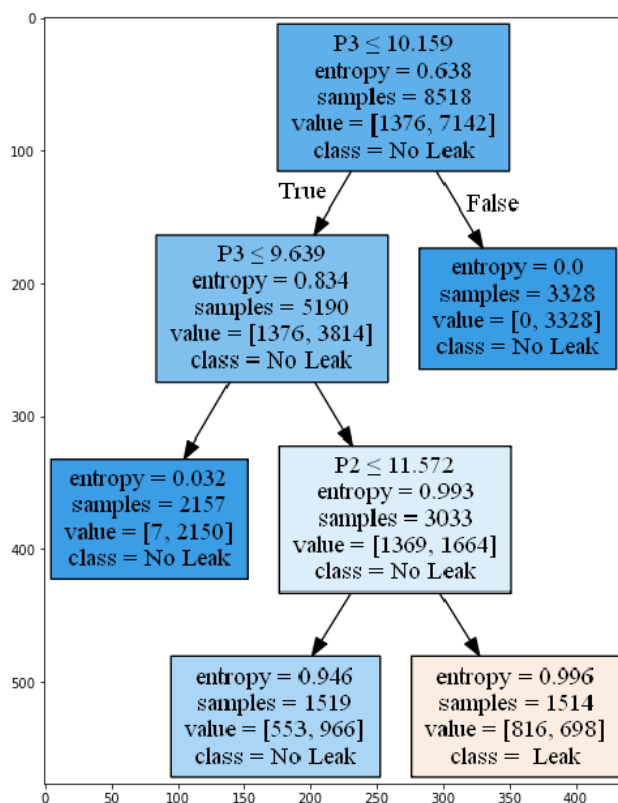 P3 ≤ 10.159
entropy = 0.638
samples = 8518
value = [1376, 7142]
class = No Leak
True
False
P3 ≤ 9.639
entropy = 0.834
samples = 5190
value = [1376, 3814]
class = No Leak
entropy = 0.0
samples = 3328
value = [0, 3328]
class = No Leak
entropy = 0.032
samples = 2157
value = [7, 2150]
class = No Leak
P2 ≤ 11.572
entropy = 0.993
samples = 3033
value = [1369, 1664]
class = No Leak
entropy = 0.946
samples = 1519
value = [553, 966]
class = No Leak
entropy = 0.996
samples = 1514
value = [816, 698]
class = Leak
0
100
200
300
400
500
0 50 100 150 200 250 300 350 400